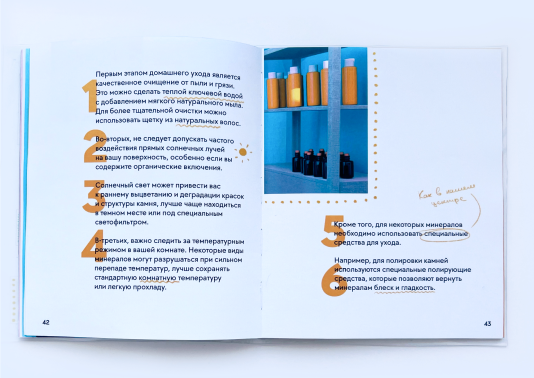 1
Первым этапом домашнего ухода является
качественное очищение от пыли и грязи.
Это можно сделать теплой ключевой водой
с добавлением мягкого натурального мыла.
Для более тщательной очистки можно
использовать щетку из натуральных волос.
2
Во-вторых, не следует допускать частого
воздействия прямых солнечных лучей
на вашу поверхность, особенно если вы
содержите органические включения.
3
Солнечный свет может привести вас
к раннему выцветанию и деградации красок
и структуры камня, лучше чаще находиться
в темном месте или под специальным
светофильтром.
4
В-третьих, важно следить за температурным
режимом в вашей комнате. Некоторые виды
минералов могут разрушаться при сильном
перепаде температур, лучше сохранять
стандартную комнатную температуру
или легкую прохладу.
42
Как в нашем
5
Кроме того, для некоторых минералов
необходимо использовать специальные
средства для ухода.
6
Например, для полировки камней
используются специальные полирующие
средства, которые позволяют вернуть
минералам блеск и гладкость.
43